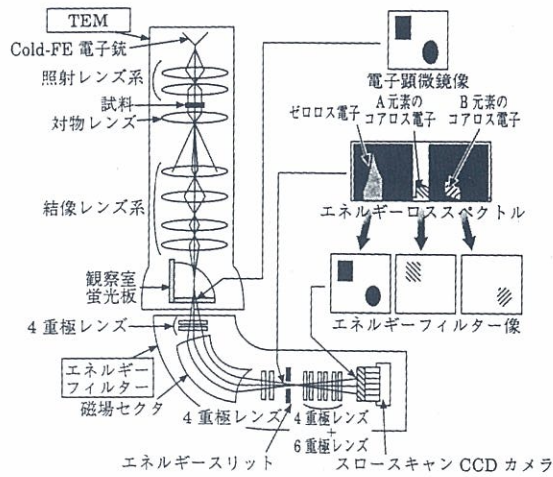 TEM
Cold-FE 電子銃
照射レンズ系
試料
対物レンズ
結像レンズ系
観察室
蛍光板
4重極レンズ
エネルギー
フィルター
磁場セクタ
4重極レンズ
エネルギースリット
4重極レンズ
+
6重極レンズ
スロースキャン CCD カメラ
電子顕微鏡像
ゼロロス電子
A元素の
コアロス電子
B元素の
コアロス電子
エネルギーロススペクトル
エネルギーフィルター像